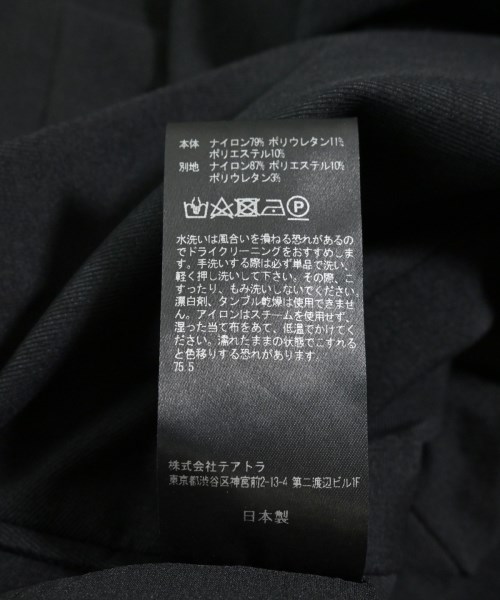 本体 ナイロン79% ポリウレタン11%
ポリエステル10%
別地 ナイロン87% ポリエステル10%
ポリウレタン3%
水洗いは風合いを損ねる恐れがあるの
でドライクリーニングをおすすめしま
す。手洗いする際は必ず単品で洗い、
軽く押し洗いして下さい。その際、こ
すったり、もみ洗いしないでください。
漂白剤、タンブル乾燥は使用できませ
ん。アイロンはスチームを使用せず、
湿った当て布をあて、低温でかけてく
ださい。濡れたままの状態でこすれる
と色移りする恐れがあります。
75.5
株式会社テアトラ
東京都渋谷区神宮前2-13-4 第二渡辺ビル1F
日本製